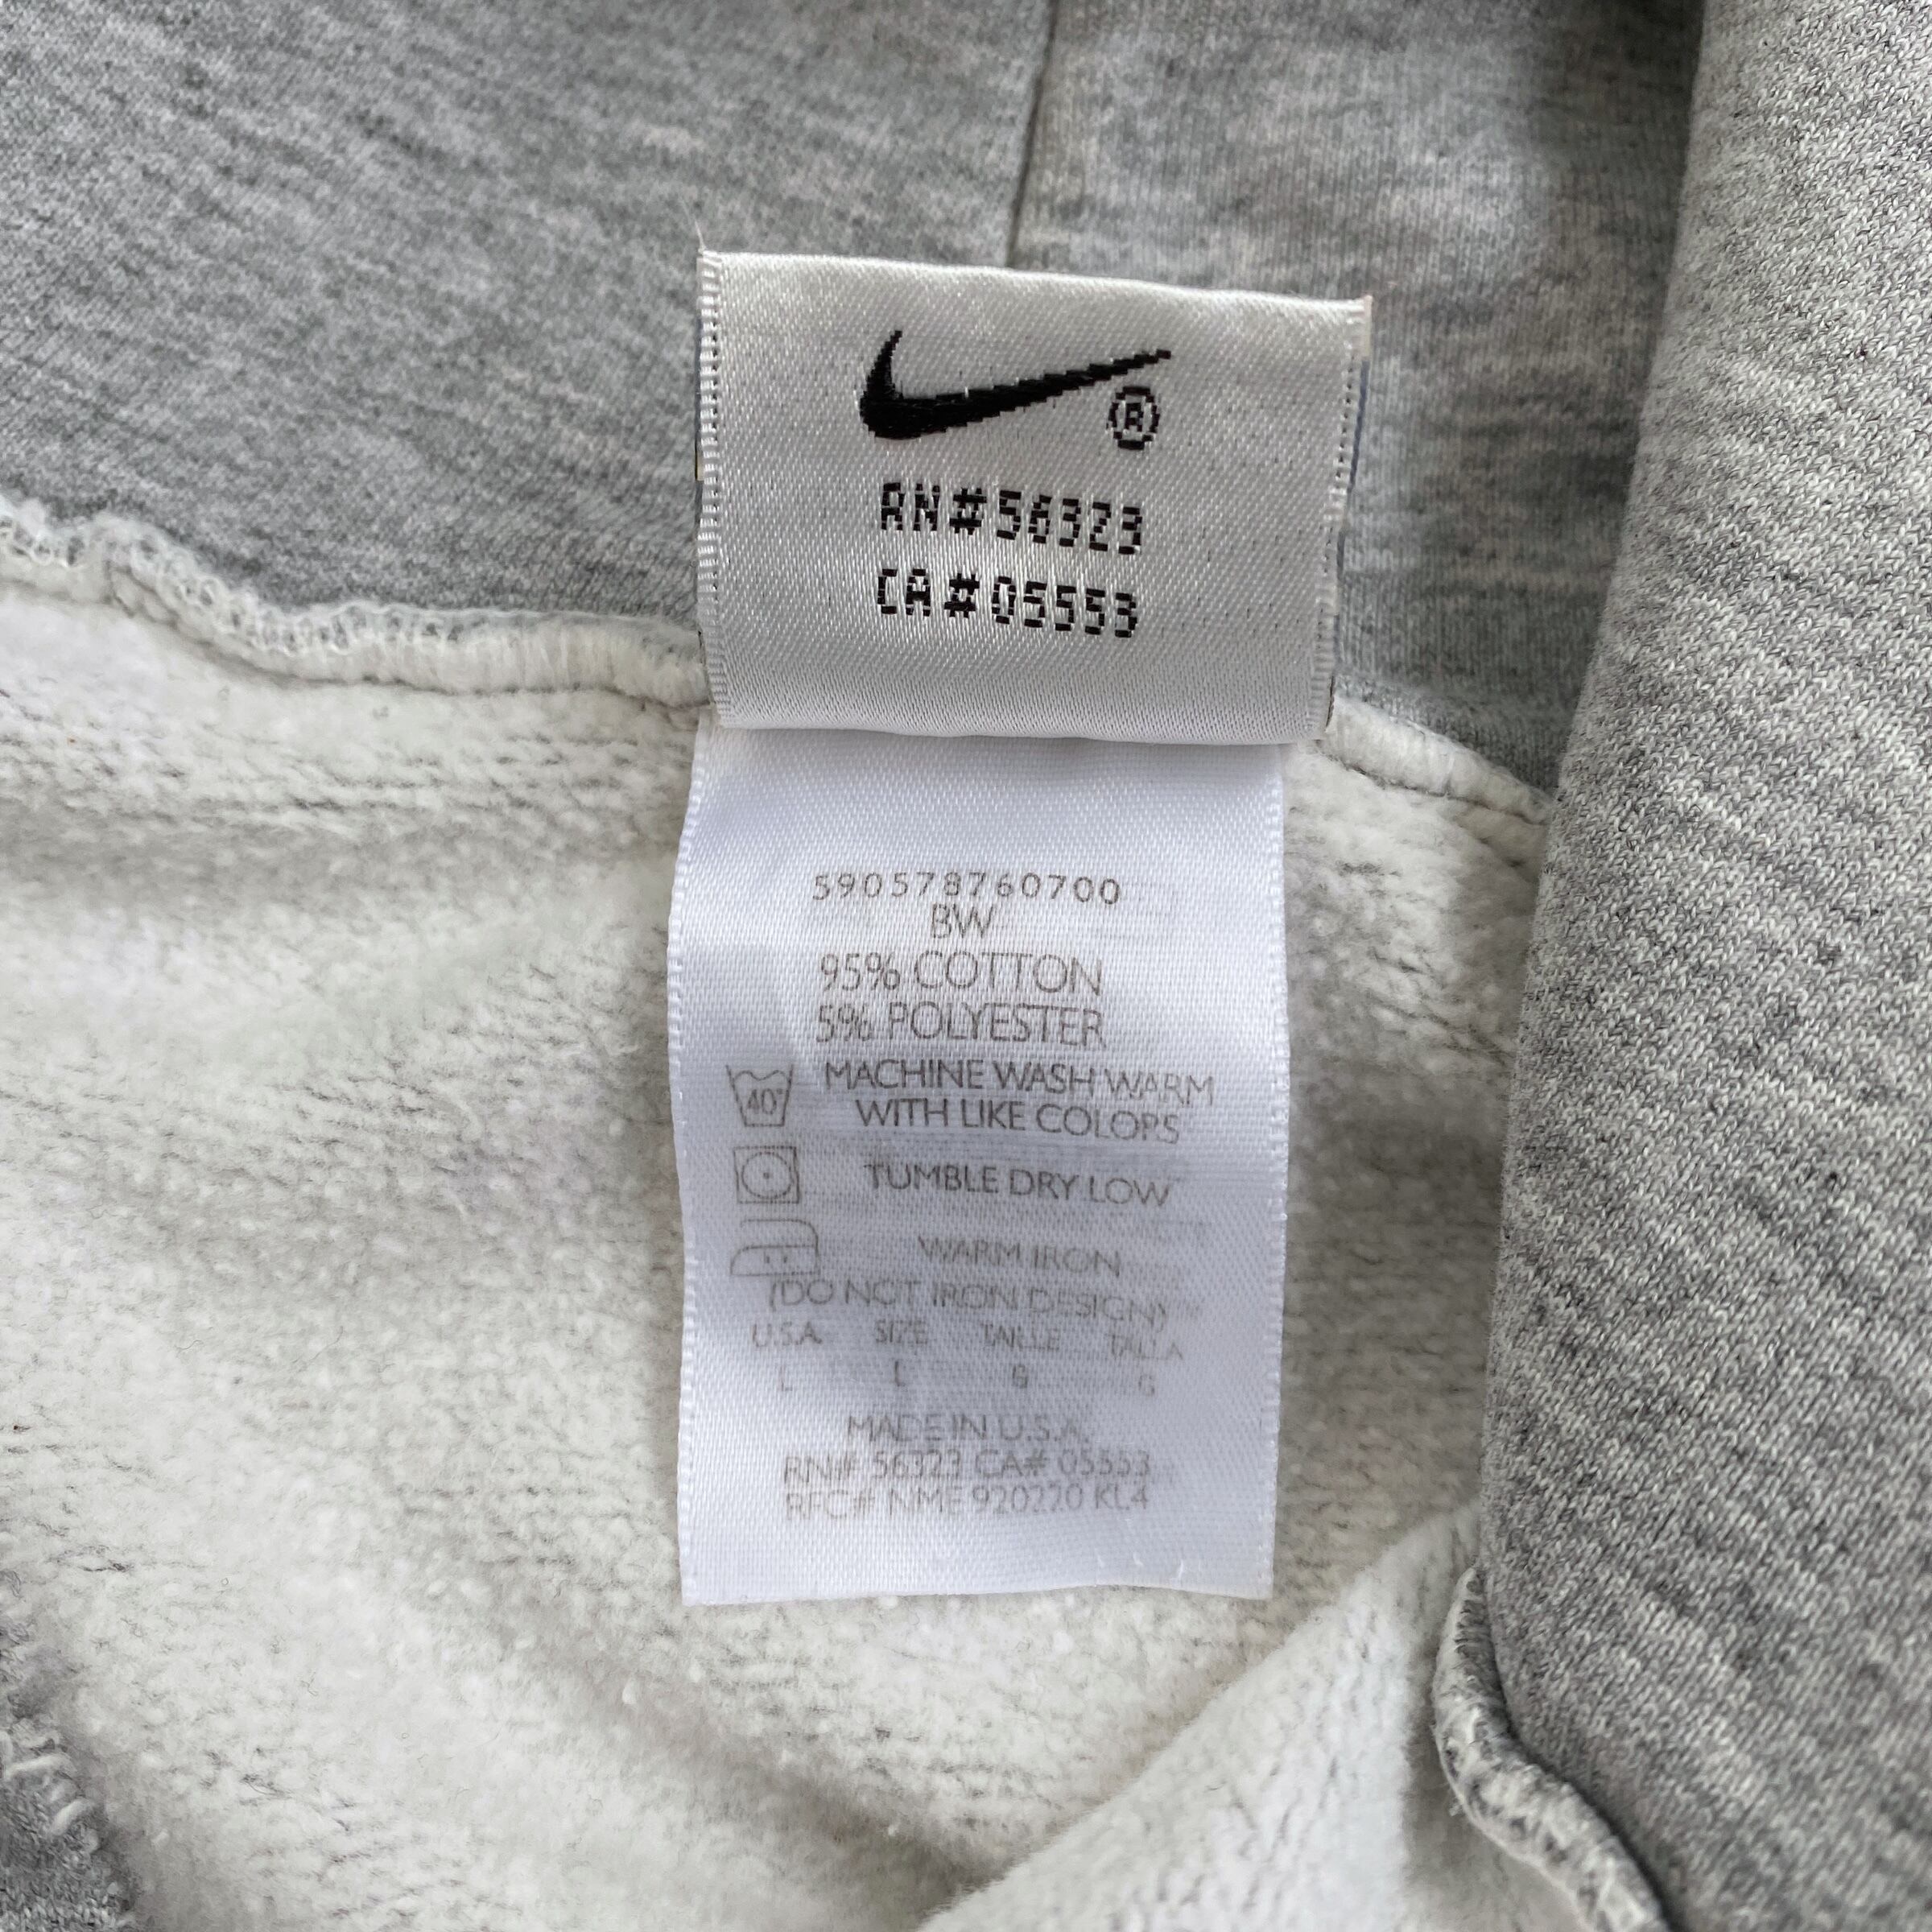 ®
RN#56323
CA#05553
590578760700
BW
95% COTTON
5% POLYESTER
40° MACHINE WASH WARM
WITH LIKE COLORS
TUMBLE DRY LOW
WARM IRON
(DO NOT IRON DESIGN)
U.S.A. SIZE TAILLE TALLA
L L G G
MADE IN U.S.A.
RN# 56323 CA# 05553
RFC# NME 920220 KL4